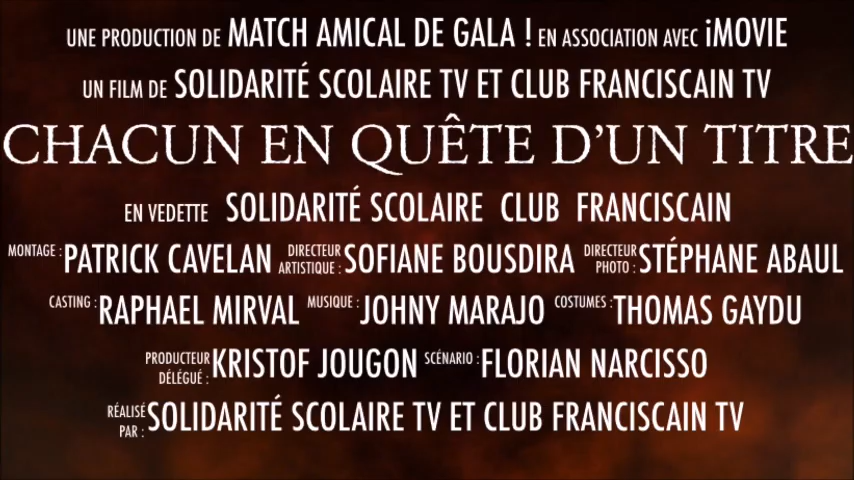 UNE PRODUCTION DE MATCH AMICAL DE GALA ! EN ASSOCIATION AVEC iMOVIE
UN FILM DE SOLIDARITÉ SCOLAIRE TV ET CLUB FRANCISCAIN TV
CHACUN EN QUÊTE D'UN TITRE
EN VEDETTE SOLIDARITÉ SCOLAIRE CLUB FRANCISCAIN
MONTAGE : PATRICK CAVELAN DIRECTEUR ARTISTIQUE : SOFIANE BOUSDIRA DIRECTEUR PHOTO : STÉPHANE ABAUL
CASTING : RAPHAEL MIRVAL MUSIQUE : JOHNY MARAJO COSTUMES : THOMAS GAYDU
PRODUCTEUR DÉLÉGUÉ : KRISTOF JOUGON SCÉNARIO : FLORIAN NARCISSO
RÉALISÉ PAR : SOLIDARITÉ SCOLAIRE TV ET CLUB FRANCISCAIN TV